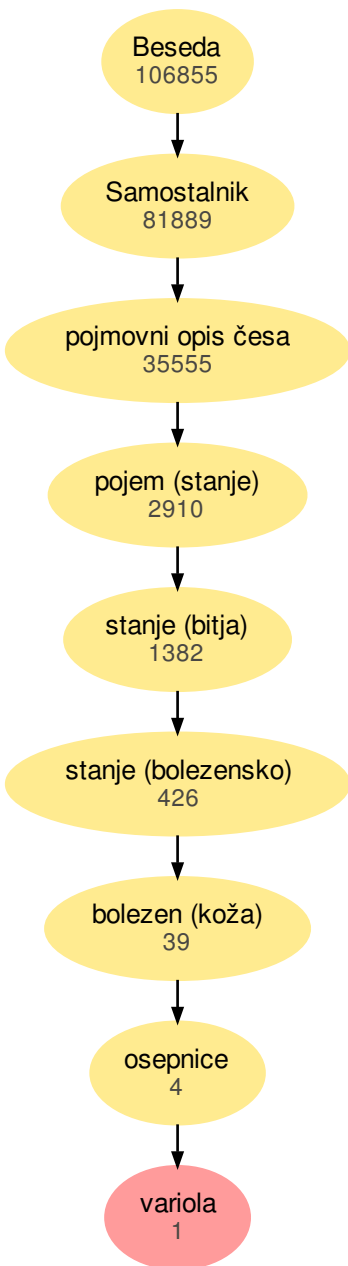 Beseda
106855
Samostalnik
81889
pojmovni opis česa
35555
pojem (stanje)
2910
stanje (bitja)
1382
stanje (bolezensko)
426
bolezen (koža)
39
osepnice
4
variola
1